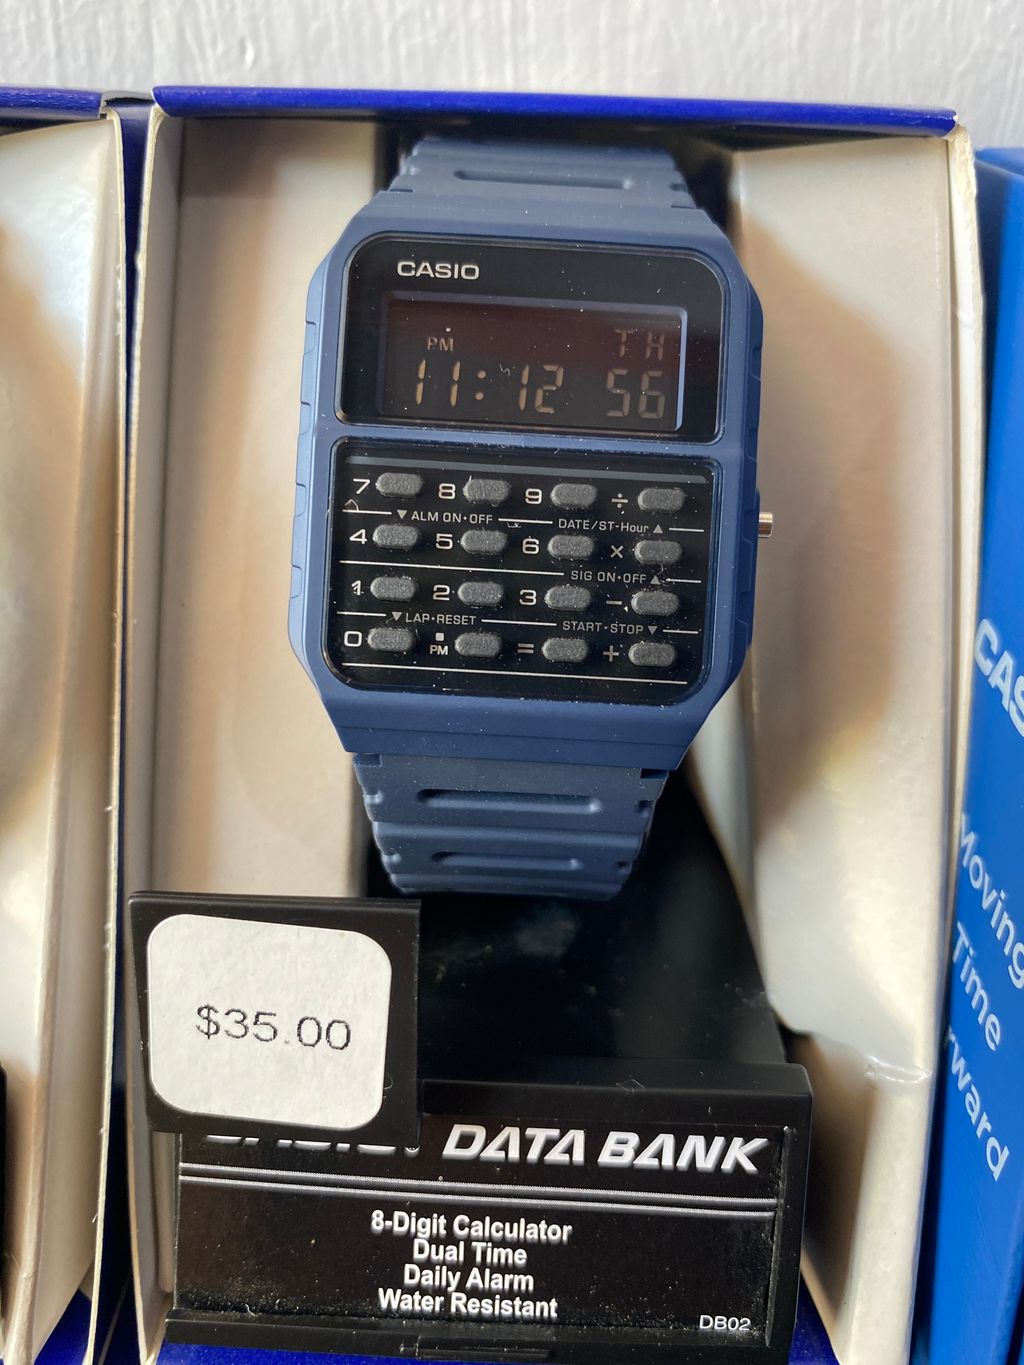 CASIO
PM TH
11:12 56
7 8 9 ÷
▼ ALM ON·OFF DATE/ST-Hour ▲
4 5 6 ×
SIG ON·OFF ▲
1 2 3 -
▼ LAP·RESET START·STOP ▼
0 . PM = +
$35.00
DATA BANK
8-Digit Calculator
Dual Time
Daily Alarm
Water Resistant
DB02
CAS
Moving
Time
rward